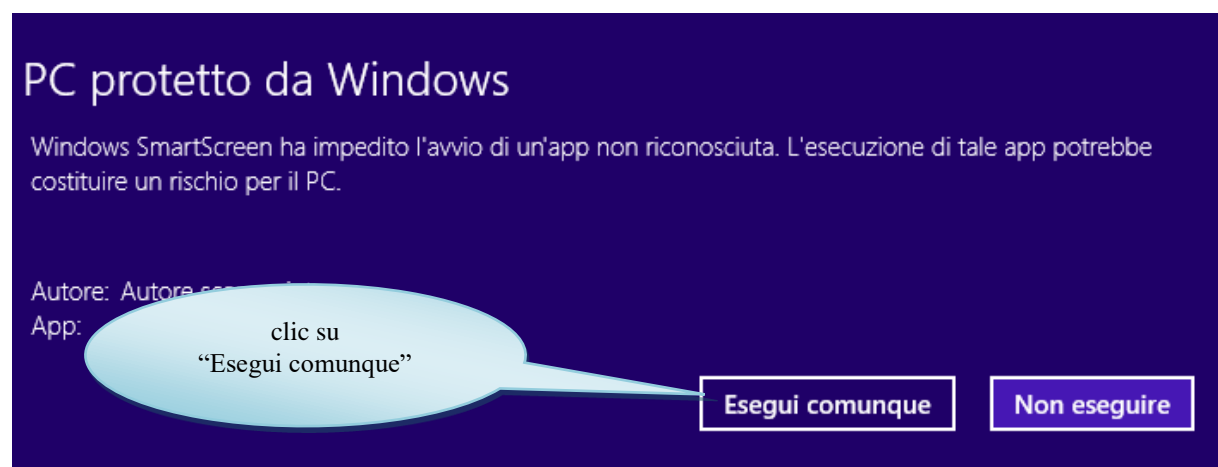 PC protetto da Windows
Windows SmartScreen ha impedito l'avvio di un'app non riconosciuta. L'esecuzione di tale app potrebbe
costituire un rischio per il PC.
Autore: Autore
App:
clic su
“Esegui comunque”
Esegui comunque
Non eseguire